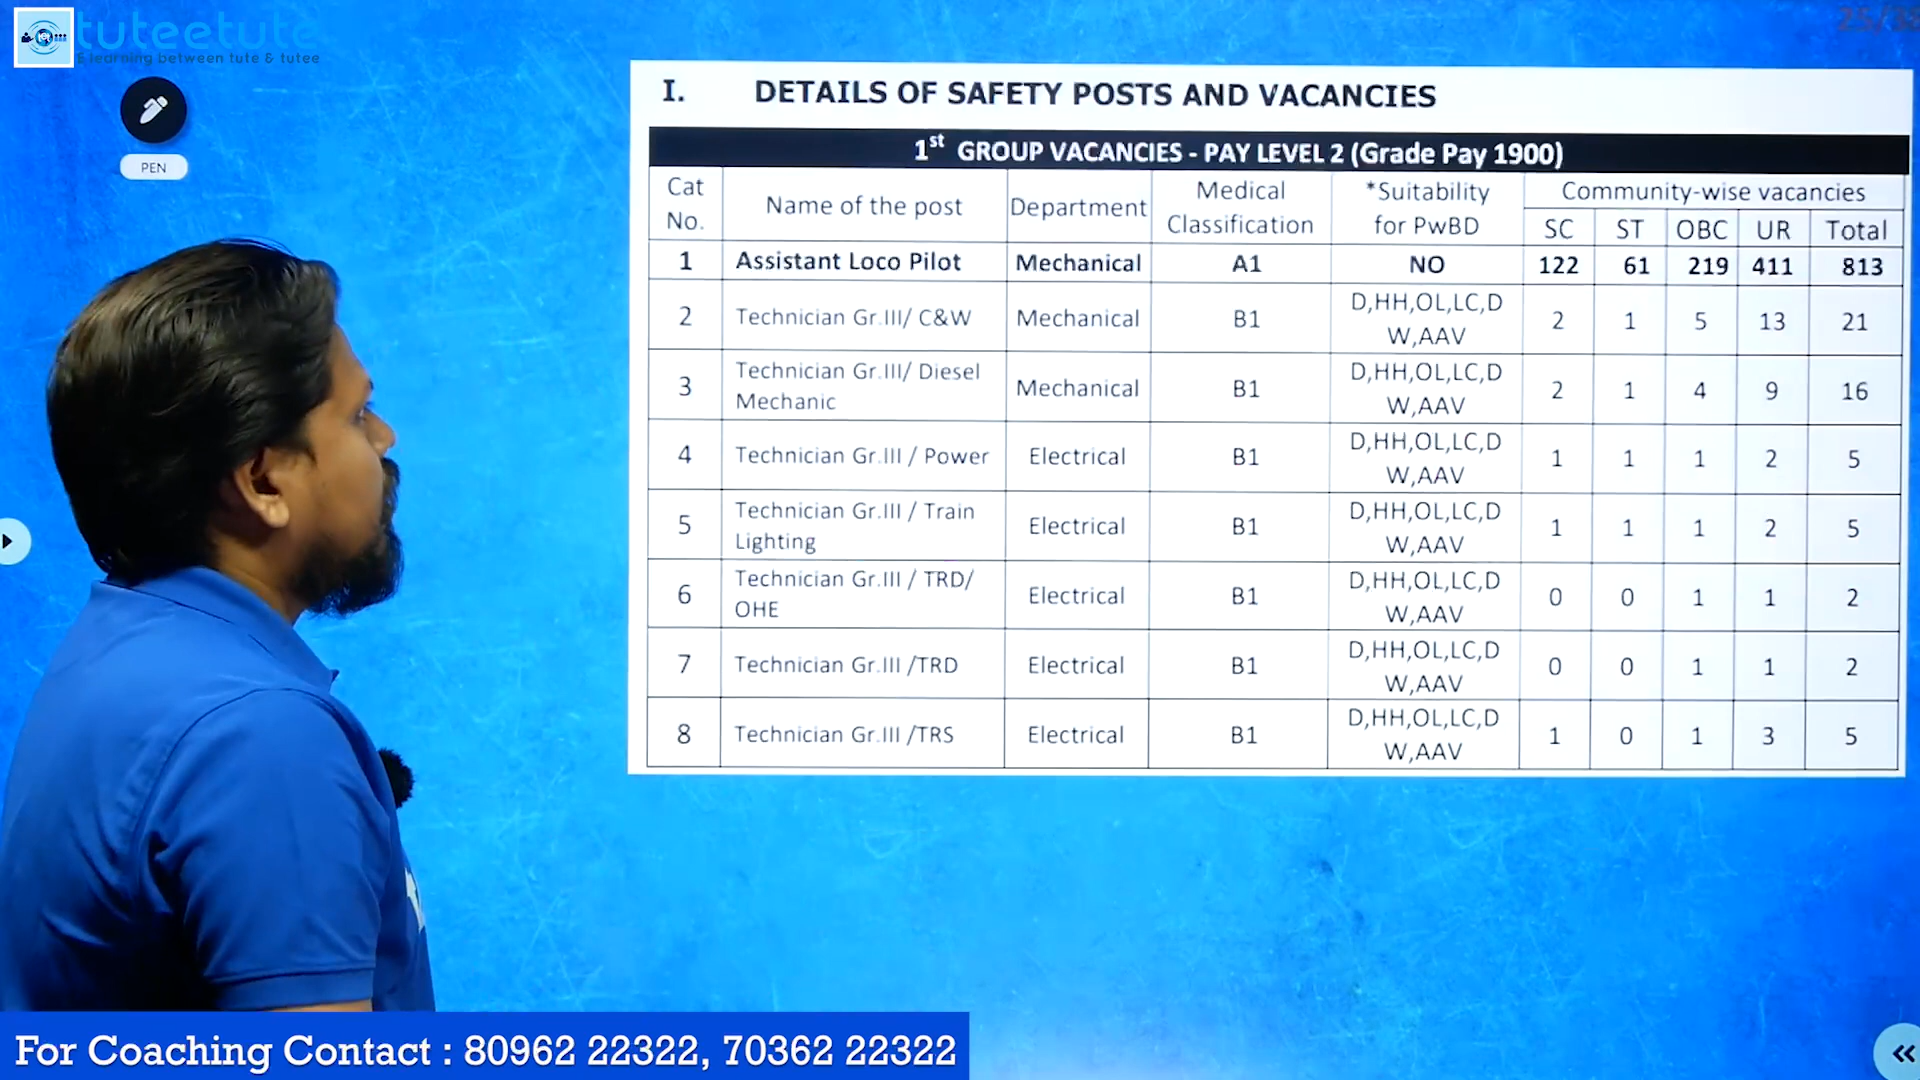 tuteetute
E learning between tute & tutee
PEN
I. DETAILS OF SAFETY POSTS AND VACANCIES
1st GROUP VACANCIES - PAY LEVEL 2 (Grade Pay 1900)
Cat No. Name of the post Department Medical Classification *Suitability for PwBD Community-wise vacancies
SC ST OBC UR Total
1 Assistant Loco Pilot Mechanical A1 NO 122 61 219 411 813
2 Technician Gr.III/ C&W Mechanical B1 D,HH,OL,LC,D W,AAV 2 1 5 13 21
3 Technician Gr.III/ Diesel Mechanic Mechanical B1 D,HH,OL,LC,D W,AAV 2 1 4 9 16
4 Technician Gr.III / Power Electrical B1 D,HH,OL,LC,D W,AAV 1 1 1 2 5
5 Technician Gr.III / Train Lighting Electrical B1 D,HH,OL,LC,D W,AAV 1 1 1 2 5
6 Technician Gr.III / TRD/ OHE Electrical B1 D,HH,OL,LC,D W,AAV 0 0 1 1 2
7 Technician Gr.III /TRD Electrical B1 D,HH,OL,LC,D W,AAV 0 0 1 1 2
8 Technician Gr.III /TRS Electrical B1 D,HH,OL,LC,D W,AAV 1 0 1 3 5
For Coaching Contact : 80962 22322, 70362 22322